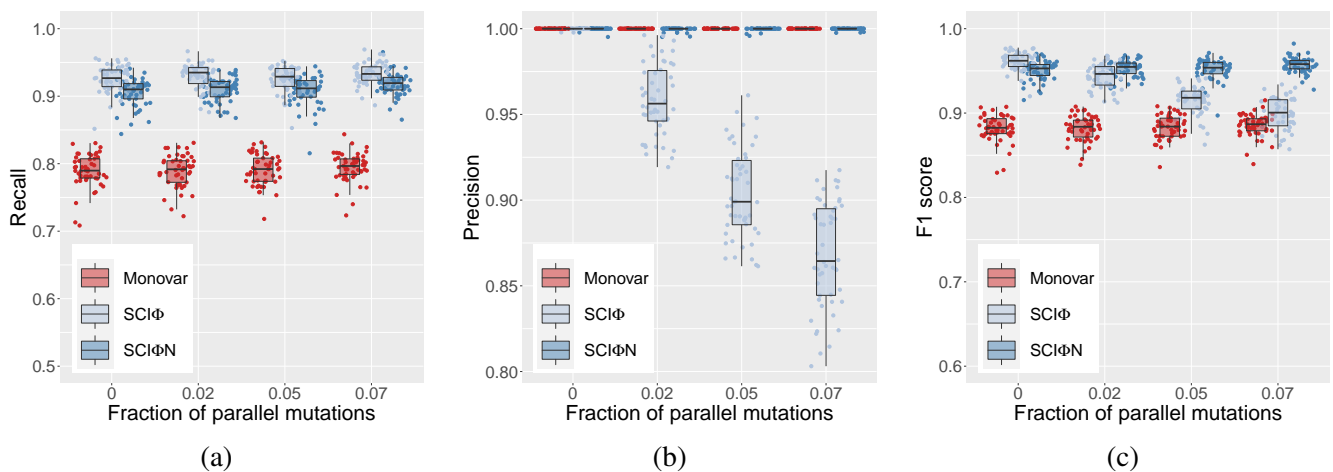 1.0
0.9
0.8
0.7
0.6
0.5
Recall
Monovar
SCIΦ
SCIΦN
0 0.02 0.05 0.07
Fraction of parallel mutations
(a)
1.00
0.95
0.90
0.85
0.80
Precision
Monovar
SCIΦ
SCIΦN
0 0.02 0.05 0.07
Fraction of parallel mutations
(b)
1.0
0.9
0.8
0.7
0.6
F1 score
Monovar
SCIΦ
SCIΦN
0 0.02 0.05 0.07
Fraction of parallel mutations
(c)